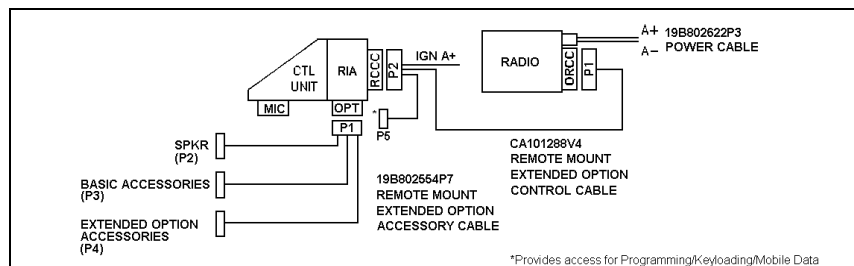 CTL
UNIT
RIA
RCCC
P2
IGN A+
RADIO
ORCC
P1
A+
A−
19B802622P3
POWER CABLE
MIC
OPT
P1
*
P5
SPKR
(P2)
BASIC ACCESSORIES
(P3)
EXTENDED OPTION
ACCESSORIES
(P4)
19B802554P7
REMOTE MOUNT
EXTENDED OPTION
ACCESSORY CABLE
CA101288V4
REMOTE MOUNT
EXTENDED OPTION
CONTROL CABLE
*Provides access for Programming/Keyloading/Mobile Data